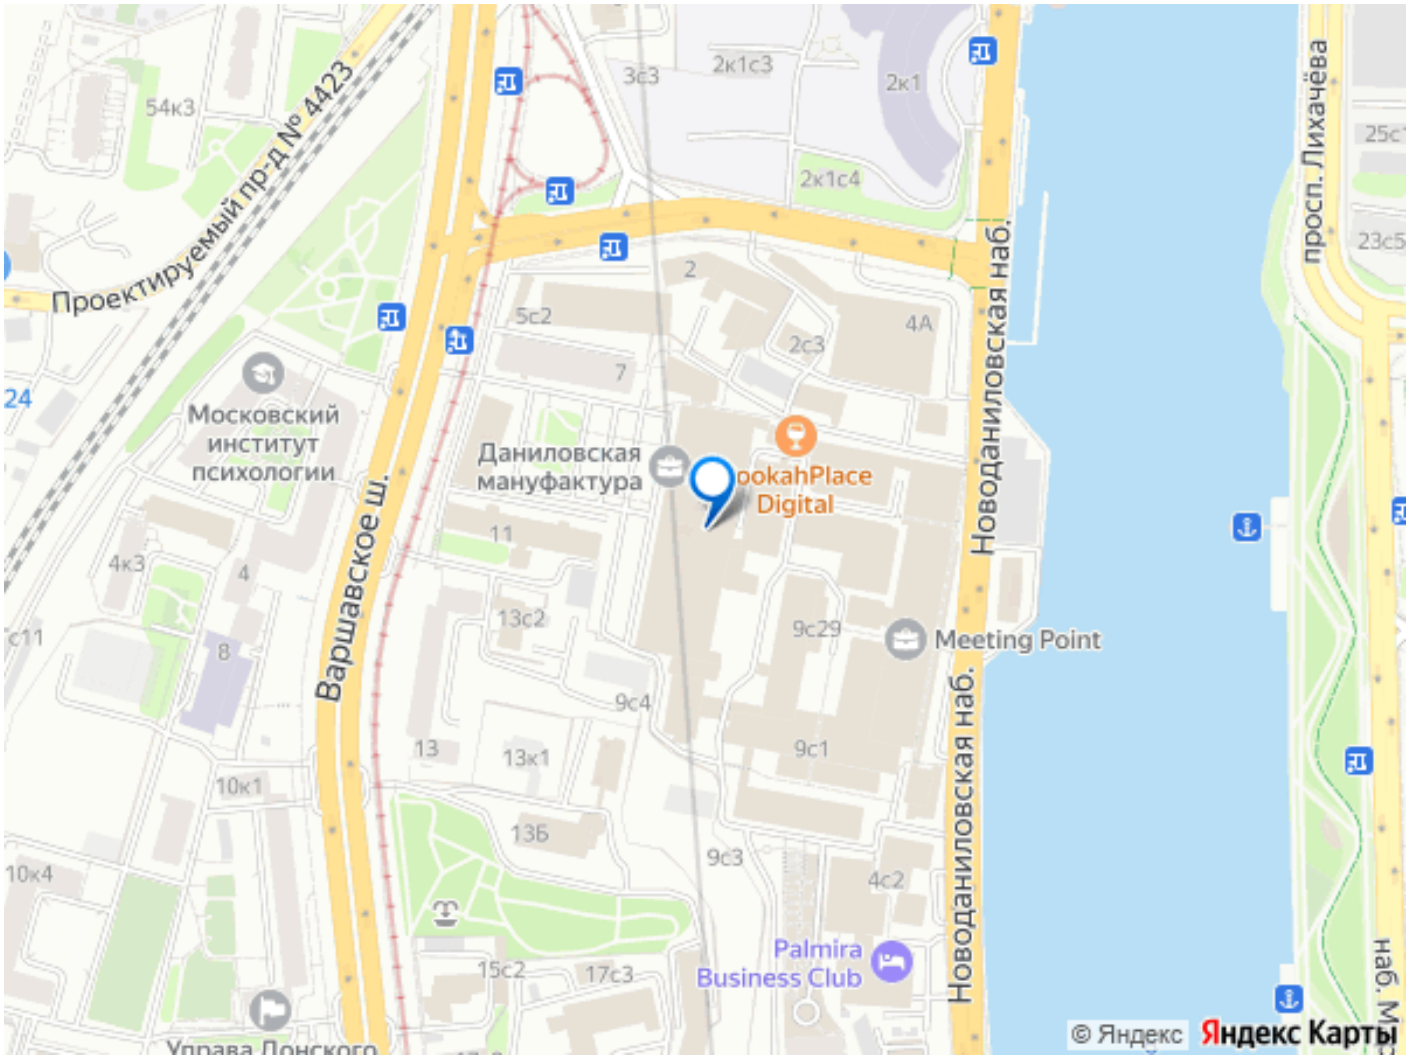 3с3
2к1с3
2к1
54к3
25с1
Проектируемый пр-д № 4423
просп. Лихачёва
2к1с4
23с5
Новоданиловская наб.
2
5с2
4А
2с3
7
24
Московский
институт
психологии
Даниловская
мануфактура
ookahPlace
Digital
Варшавское ш.
11
4к3
4
13с2
с11
8
9с29
Meeting Point
9с4
Новоданиловская наб.
13
13к1
9с1
10к1
13Б
9с3
10к4
4с2
Palmira
Business Club
15с2
17с3
наб. М
Управа Донского
© Яндекс
Яндекс Карты